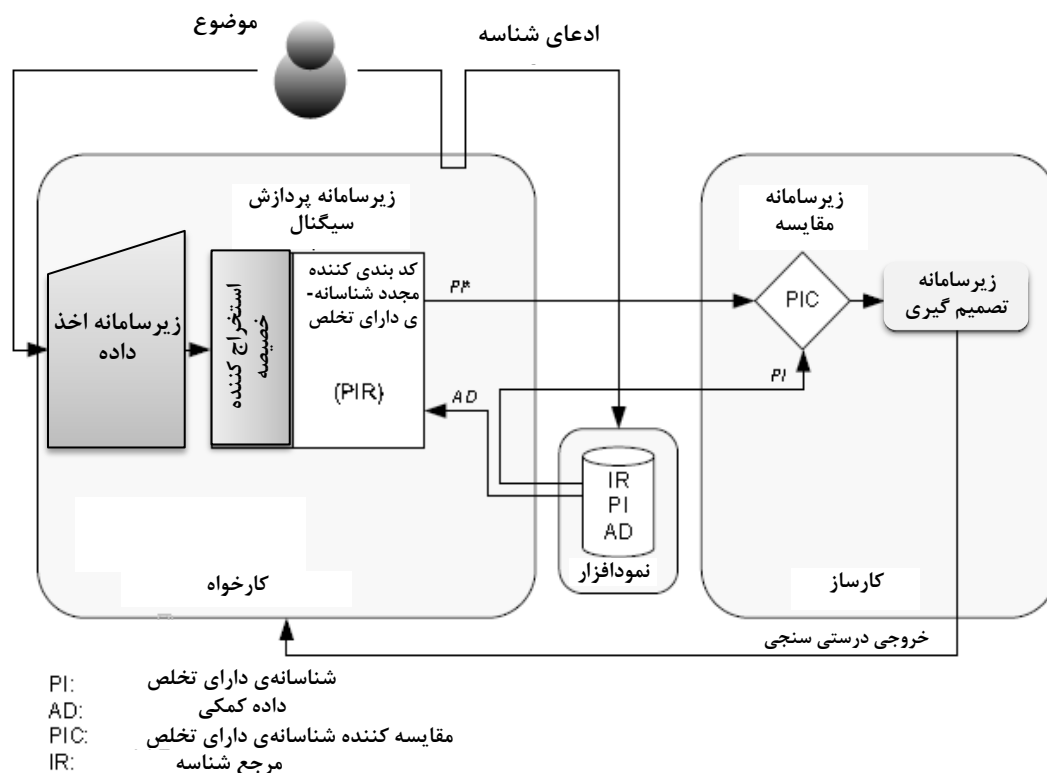 موضوع
ادعای شناسه
زیرسامانه پردازش
سیگنال
زیرسامانه اخذ
داده
استخراج کننده
خصیصه
کد بندی کننده
مجدد شناسانه-
ی دارای تخلص
(PIR)
PI*
AD
زیرسامانه
مقایسه
PIC
زیرسامانه
تصمیم گیری
PI
IR
PI
AD
نمودافزار
کارخواه
کارساز
خروجی درستی سنجی
PI: شناسانه‌ی دارای تخلص
AD: داده کمکی
PIC: مقایسه کننده شناسانه‌ی دارای تخلص
IR: مرجع شناسه